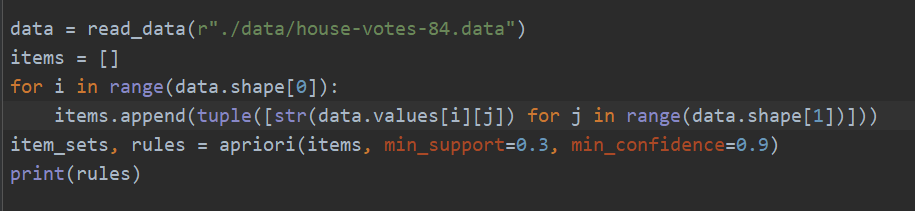 data = read_data(r"./data/house-votes-84.data")
items = []
for i in range(data.shape[0]):
    items.append(tuple([str(data.values[i][j]) for j in range(data.shape[1])]))
item_sets, rules = apriori(items, min_support=0.3, min_confidence=0.9)
print(rules)